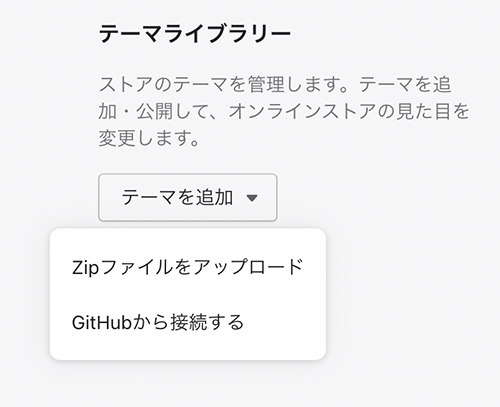 テーマライブラリー
ストアのテーマを管理します。テーマを追
加・公開して、オンラインストアの見た目を
変更します。
テーマを追加
Zipファイルをアップロード
GitHubから接続する